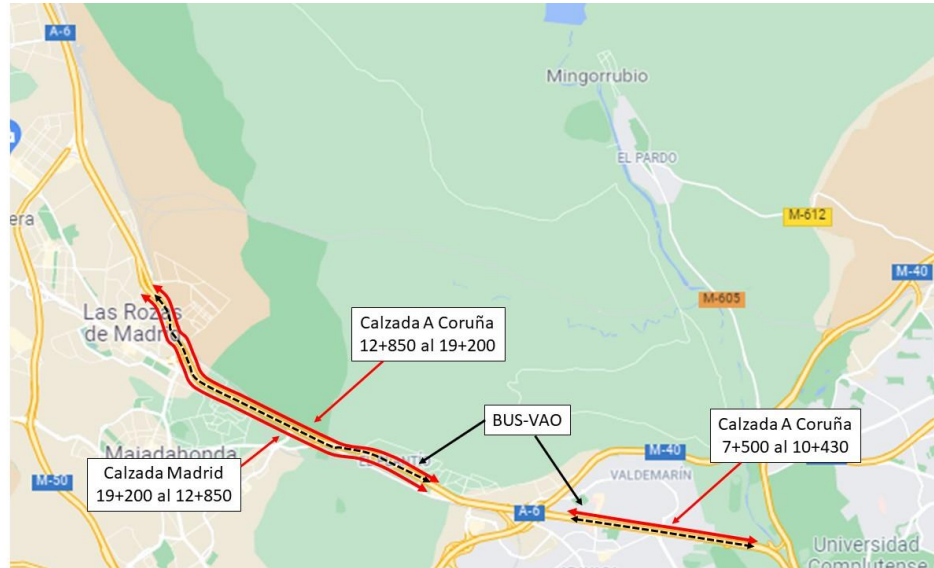 A-6
Mingorrubio
EL PARDO
M-612
M-40
M-605
Las Rozas
de Madrid
Calzada A Coruña
12+850 al 19+200
BUS-VAO
Calzada A Coruña
7+500 al 10+430
Majadahonda
M-40
VALDEMARÍN
M-50
Calzada Madrid
19+200 al 12+850
A-6
Universidad
Complutense